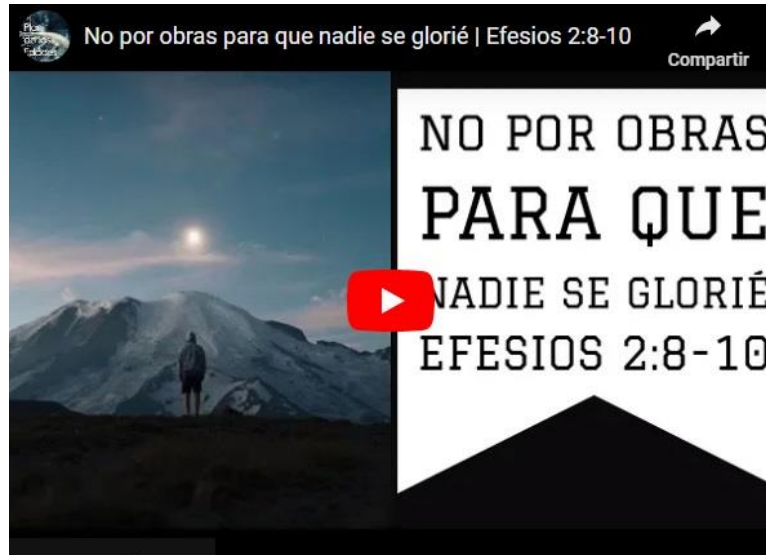 No por obras para que nadie se glorié | Efesios 2:8-10
Compartir
NO POR OBRAS
PARA QUE
NADIE SE GLORIÉ
EFESIOS 2:8-10